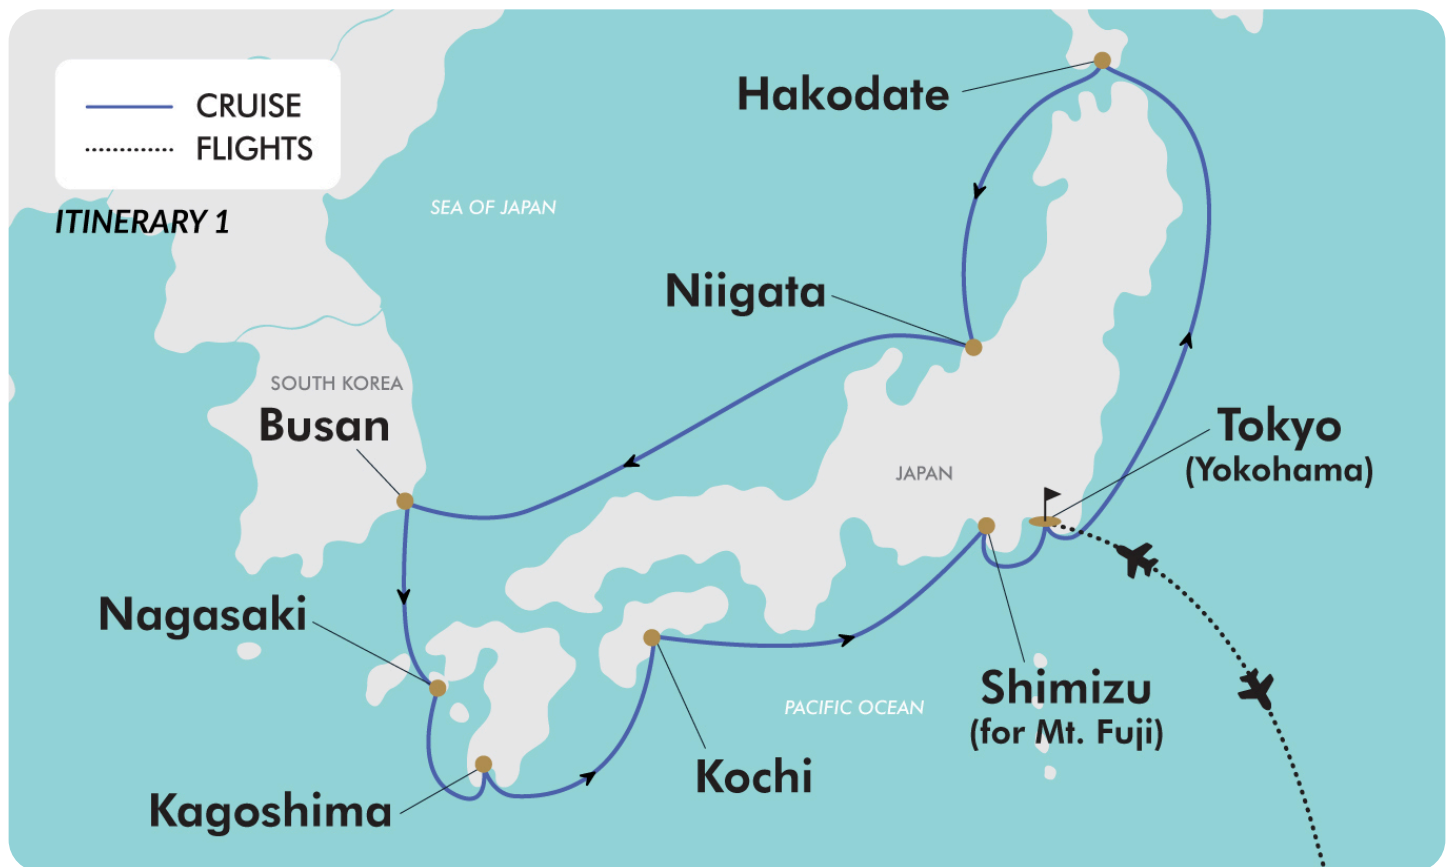 CRUISE
FLIGHTS
ITINERARY 1
SEA OF JAPAN
Hakodate
Niigata
SOUTH KOREA
Busan
JAPAN
Tokyo
(Yokohama)
Nagasaki
Shimizu
(for Mt. Fuji)
PACIFIC OCEAN
Kochi
Kagoshima